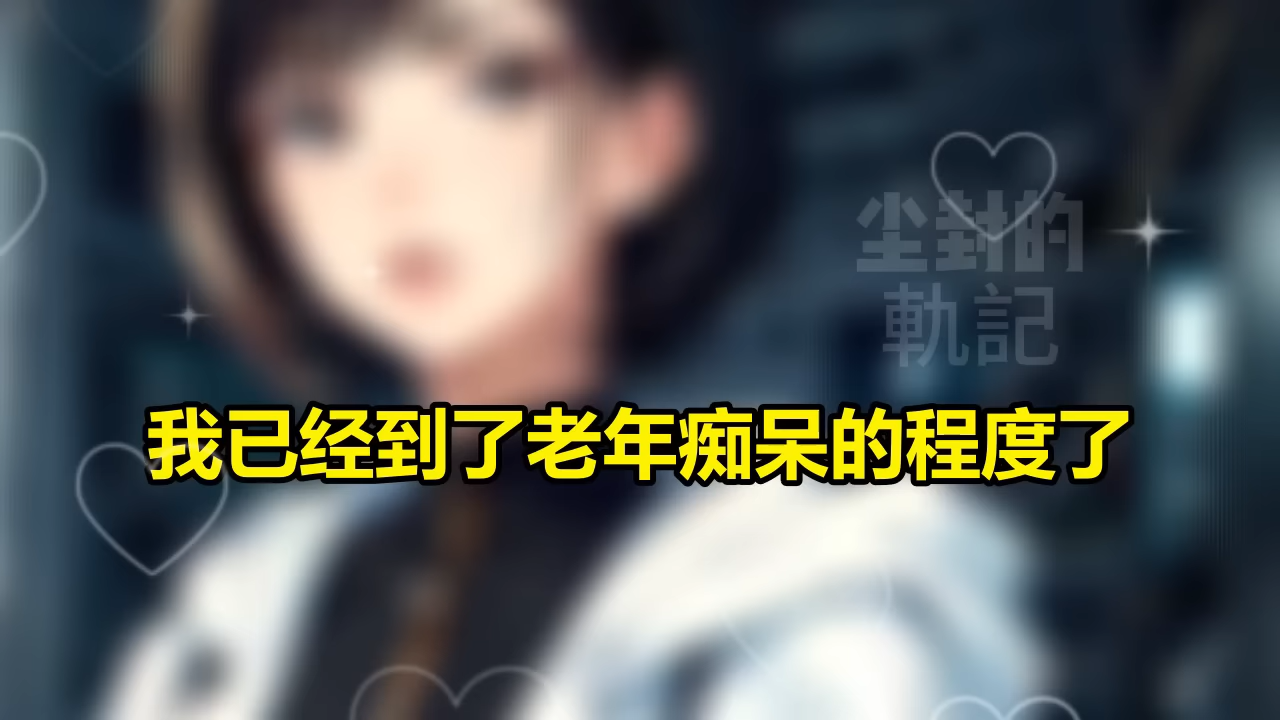 尘封的
軌記
我已经到了老年痴呆的程度了